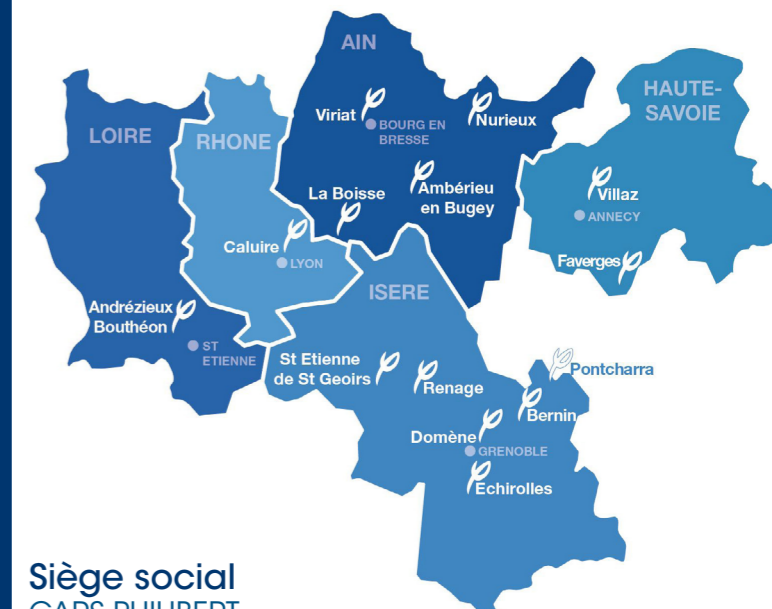 AIN
HAUTE-
SAVOIE
LOIRE
RHONE
Viriat
Nurieux
BOURG EN
BRESSE
La Boisse
Ambérieu
en Bugey
Villaz
ANNECY
Caluire
LYON
Faverges
ISERE
Andrézieux
Bouthéon
ST
ETIENNE
St Etienne
de St Geoirs
Renage
Pontcharra
Bernin
Domène
GRENOBLE
Echirolles
Siège social
CARS PHILIBERT